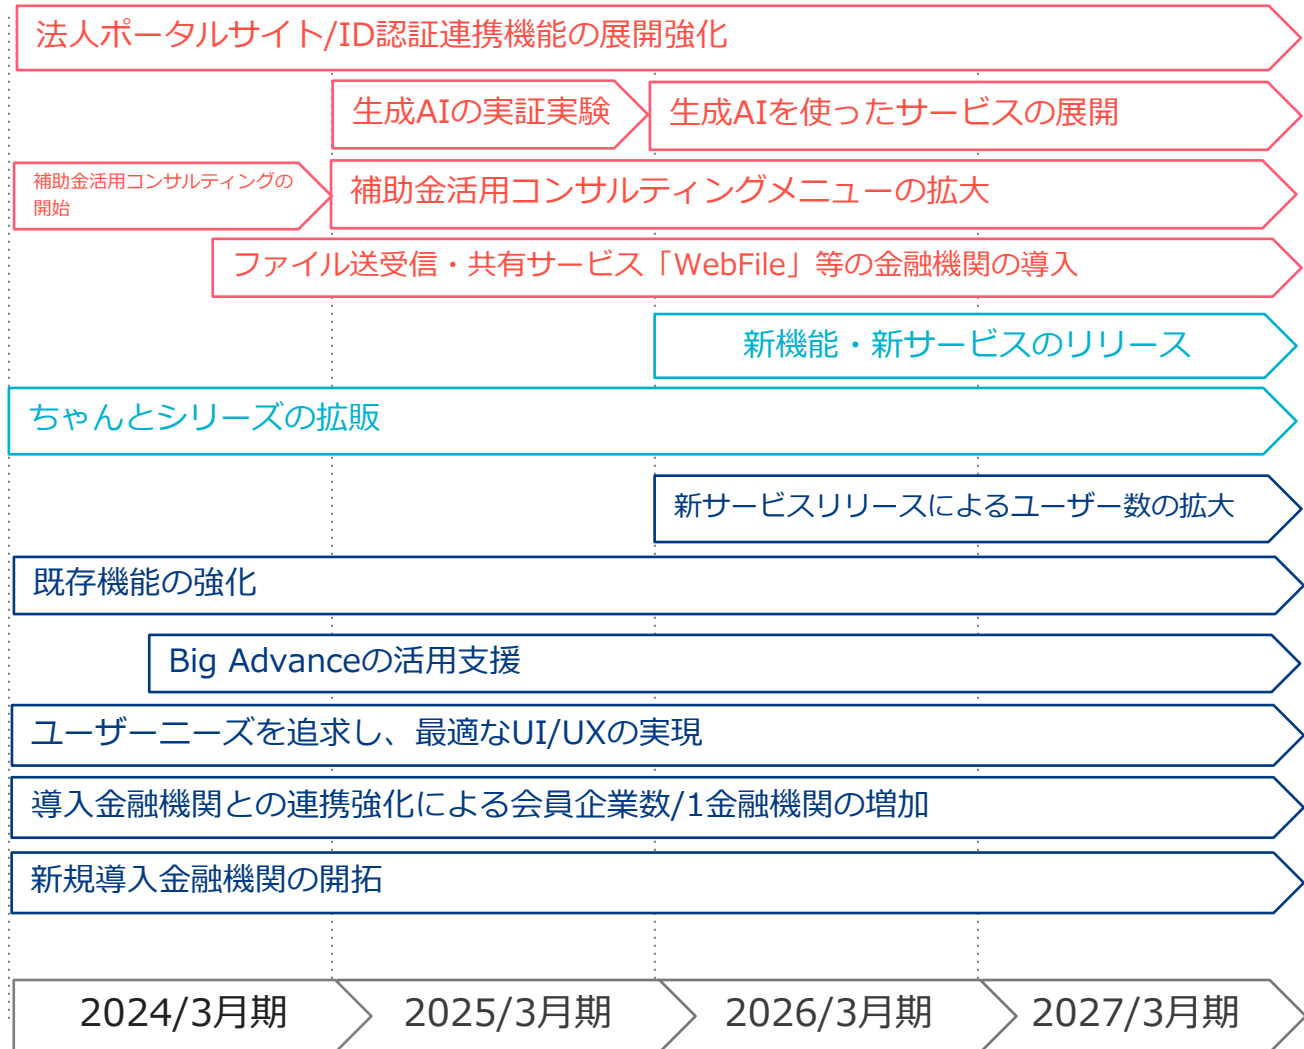 法人ポータルサイト/ID認証連携機能の展開強化
生成AIの実証実験
生成AIを使ったサービスの展開
補助金活用コンサルティングの
開始
補助金活用コンサルティングメニューの拡大
ファイル送受信・共有サービス「WebFile」等の金融機関の導入
新機能・新サービスのリリース
ちゃんとシリーズの拡販
新サービスリリースによるユーザー数の拡大
既存機能の強化
Big Advanceの活用支援
ユーザーニーズを追求し、最適なUI/UXの実現
導入金融機関との連携強化による会員企業数/1金融機関の増加
新規導入金融機関の開拓
2024/3月期
2025/3月期
2026/3月期
2027/3月期